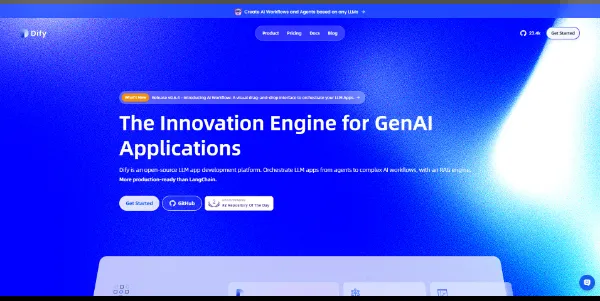 Create AI Workflows and Agents based on any LLMs →
Dify
Product Pricing Docs Blog
23.4k
Get Started
What's New
Release v0.6.0 - Introducing AI Workflow: A visual drag-and-drop interface to orchestrate your LLM Apps. →
The Innovation Engine for GenAI
Applications
Dify is an open-source LLM app development platform. Orchestrate LLM apps from agents to complex AI workflows, with an RAG engine.
More production-ready than LangChain.
Get Started
GitHub
#2 Repository Of The Day